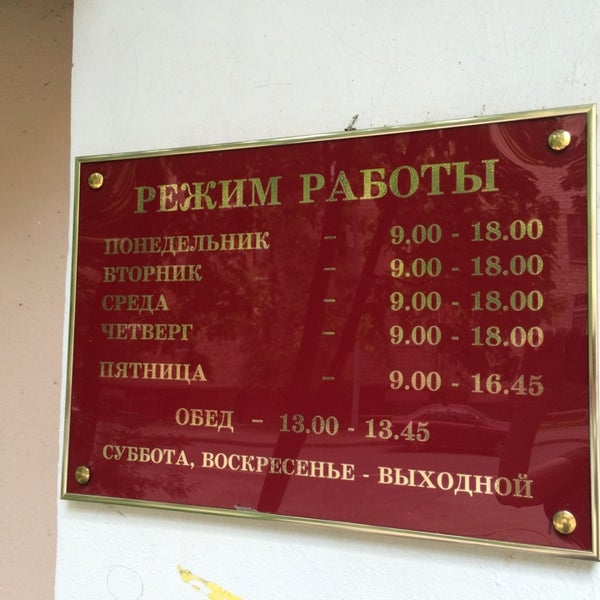 РЕЖИМ РАБОТЫ
ПОНЕДЕЛЬНИК - 9.00 - 18.00
ВТОРНИК - 9.00 - 18.00
СРЕДА - 9.00 - 18.00
ЧЕТВЕРГ - 9.00 - 18.00
ПЯТНИЦА - 9.00 - 16.45
ОБЕД - 13.00 - 13.45
СУББОТА, ВОСКРЕСЕНЬЕ - ВЫХОДНОЙ